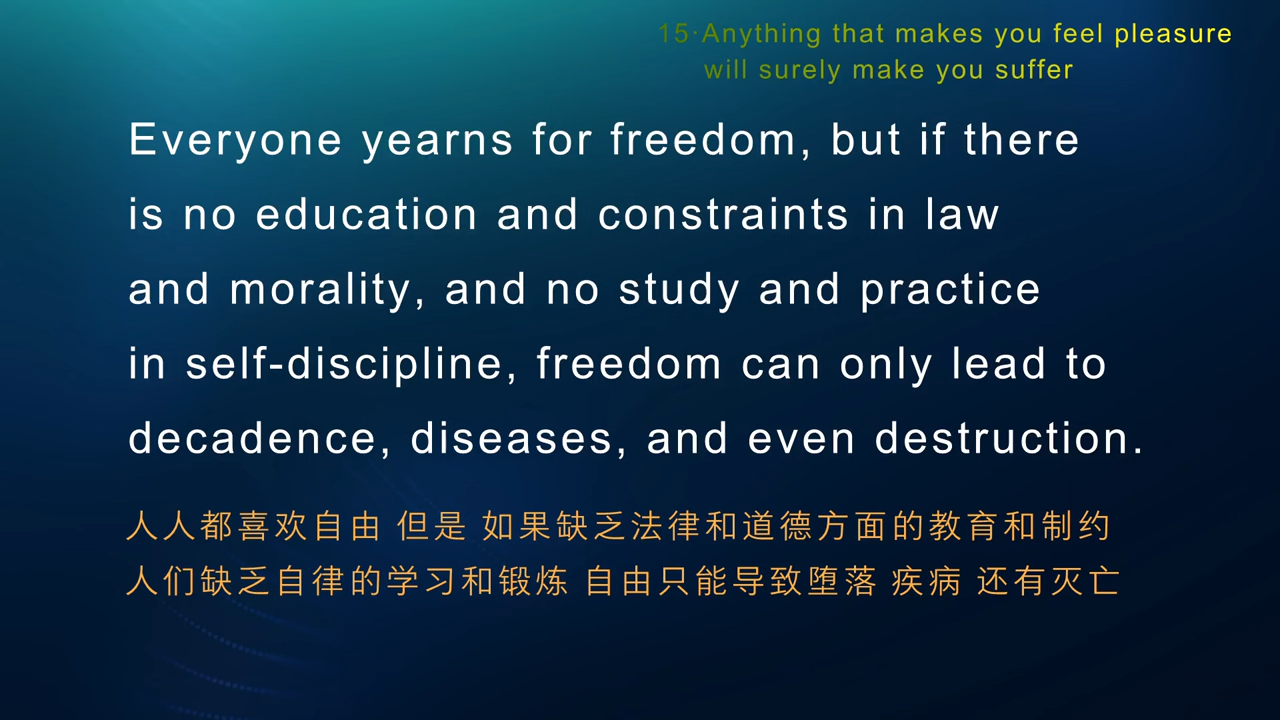 15·Anything that makes you feel pleasure
will surely make you suffer
Everyone yearns for freedom, but if there
is no education and constraints in law
and morality, and no study and practice
in self-discipline, freedom can only lead to
decadence, diseases, and even destruction.
人人都喜欢自由 但是 如果缺乏法律和道德方面的教育和制约
人们缺乏自律的学习和锻炼 自由只能导致堕落 疾病 还有灭亡